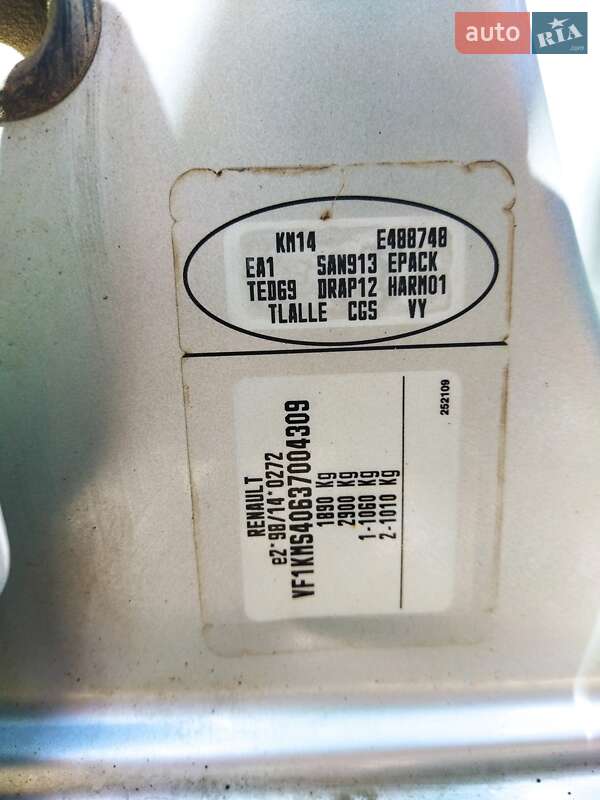 auto RIA .com
KM14 E488748
EA1 SAN913 EPACK
TED69 DRAP12 HARM01
TLALLE CGS VY
RENAULT
e2*98/14*0272
VF1KMS40637004309
1890 Kg
2900 Kg
1-1060 Kg
2-1010 Kg
252109